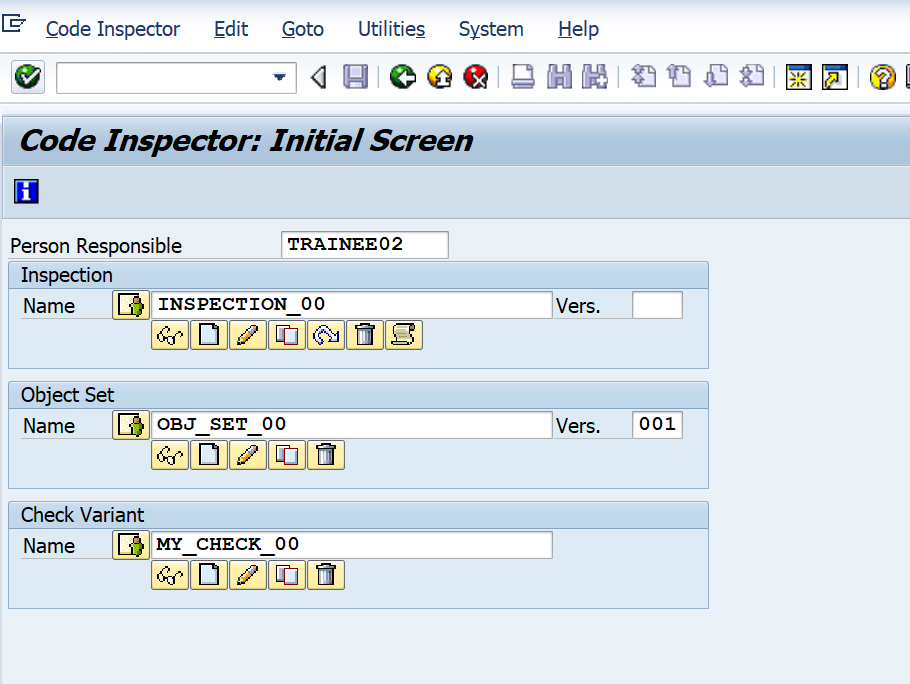 Code Inspector Edit Goto Utilities System Help
Code Inspector: Initial Screen
Person Responsible TRAINEE02
Inspection
Name INSPECTION_00 Vers.
Object Set
Name OBJ_SET_00 Vers. 001
Check Variant
Name MY_CHECK_00